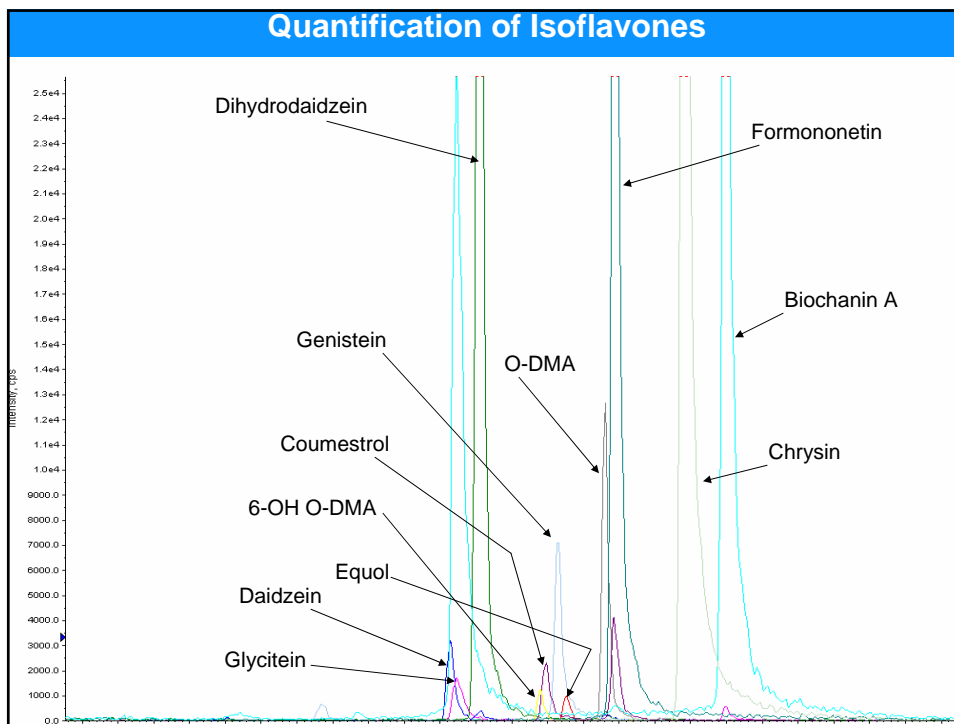 Quantification of Isoflavones
Dihydrodaidzein
Formononetin
Biochanin A
Genistein
O-DMA
Coumestrol
Chrysin
6-OH O-DMA
Equol
Daidzein
Glycitein
Intensity, cps
2.5e4
2.4e4
2.3e4
2.2e4
2.1e4
2.0e4
1.9e4
1.8e4
1.7e4
1.6e4
1.5e4
1.4e4
1.3e4
1.2e4
1.1e4
1.0e4
9000.0
8000.0
7000.0
6000.0
5000.0
4000.0
3000.0
2000.0
1000.0
0.0